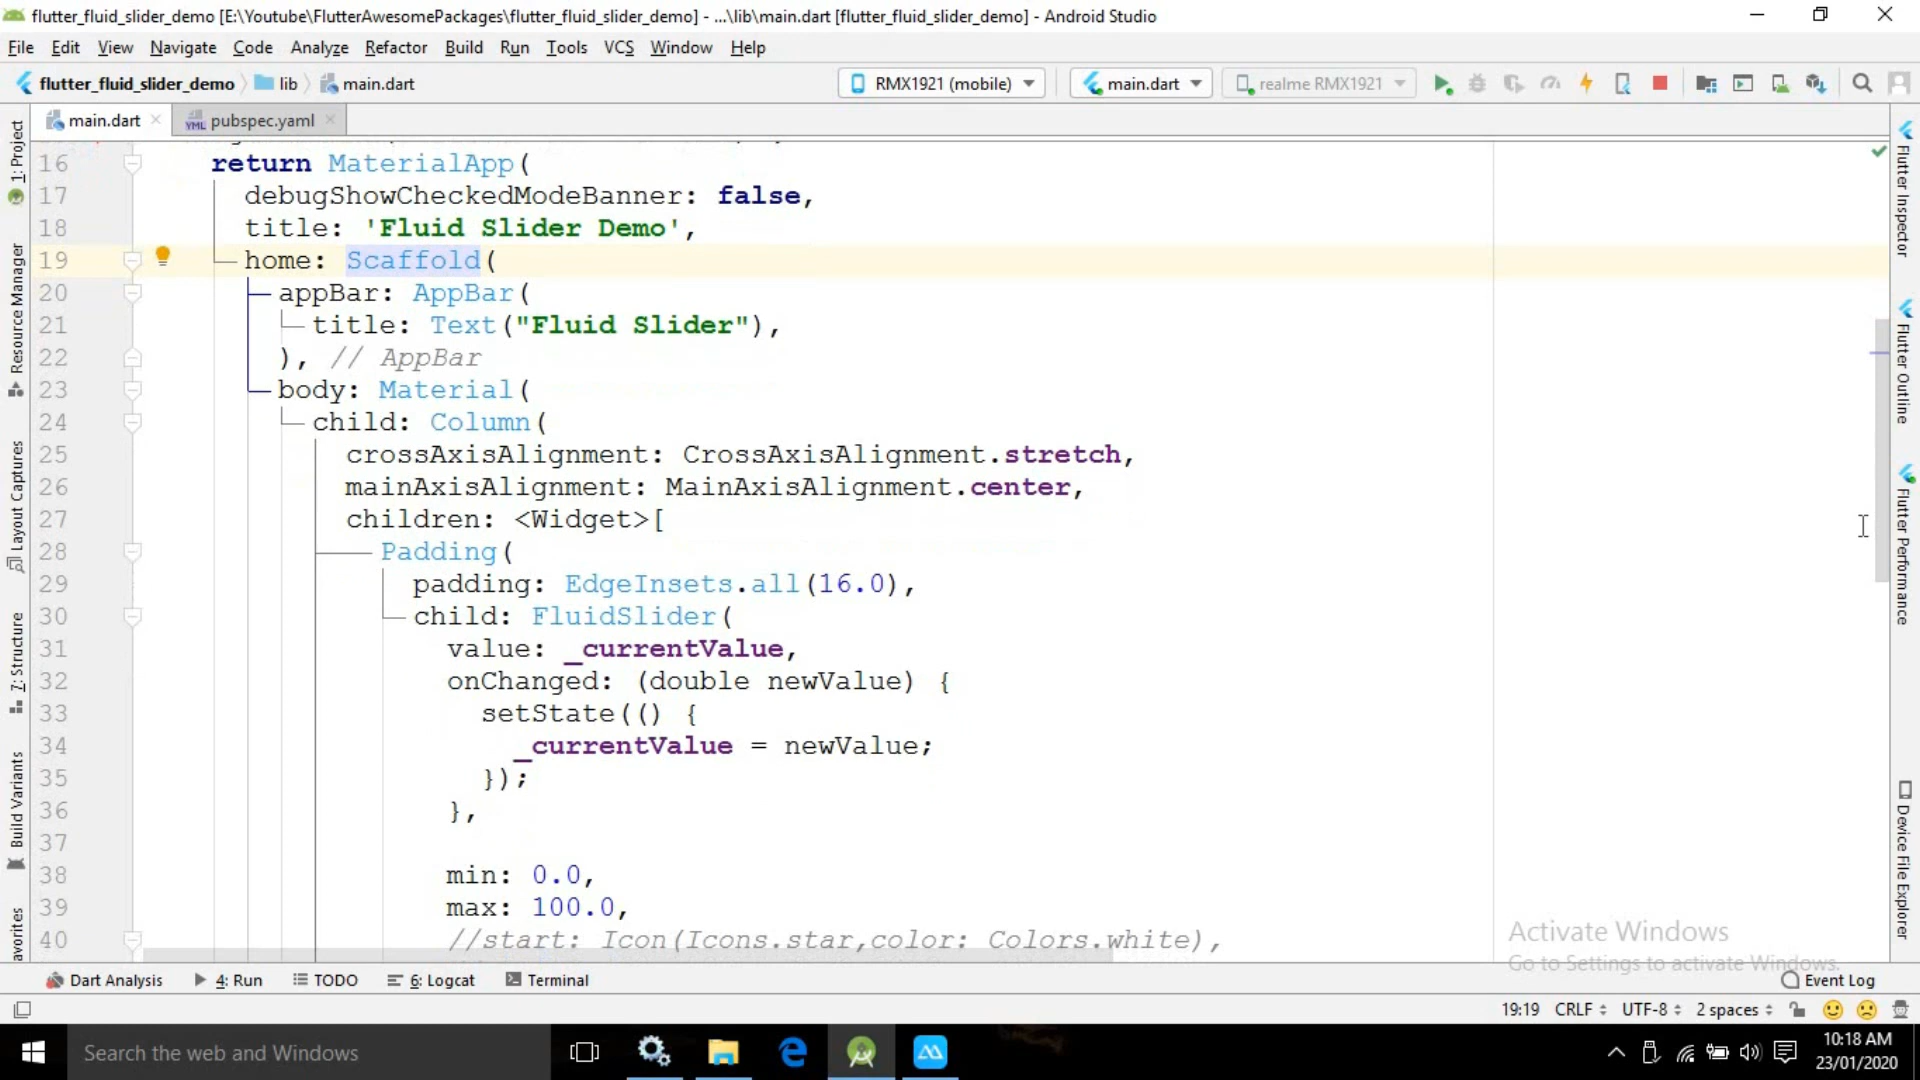 flutter_fluid_slider_demo [E:\Youtube\FlutterAwesomePackages\flutter_fluid_slider_demo] - ...\lib\main.dart [flutter_fluid_slider_demo] - Android Studio
File Edit View Navigate Code Analyze Refactor Build Run Tools VCS Window Help
flutter_fluid_slider_demo lib main.dart RMX1921 (mobile) main.dart realme RMX1921
main.dart pubspec.yaml
16 return MaterialApp(
17 debugShowCheckedModeBanner: false,
18 title: 'Fluid Slider Demo',
19 home: Scaffold(
20 appBar: AppBar(
21 title: Text("Fluid Slider"),
22 ), // AppBar
23 body: Material(
24 child: Column(
25 crossAxisAlignment: CrossAxisAlignment.stretch,
26 mainAxisAlignment: MainAxisAlignment.center,
27 children: <Widget>[
28 Padding(
29 padding: EdgeInsets.all(16.0),
30 child: FluidSlider(
31 value: _currentValue,
32 onChanged: (double newValue) {
33 setState(() {
34 _currentValue = newValue;
35 });
36 },
37
38 min: 0.0,
39 max: 100.0,
40 //start: Icon(Icons.star,color: Colors.white),
1: Project
Resource Manager
Layout Captures
Z: Structure
Build Variants
avorites
Flutter Inspector
Flutter Outline
Flutter Performance
Device File Explorer
Activate Windows
Go to Settings to activate Windows.
Dart Analysis 4: Run TODO 6: Logcat Terminal Event Log
19:19 CRLF UTF-8 2 spaces
Search the web and Windows
10:18 AM
23/01/2020